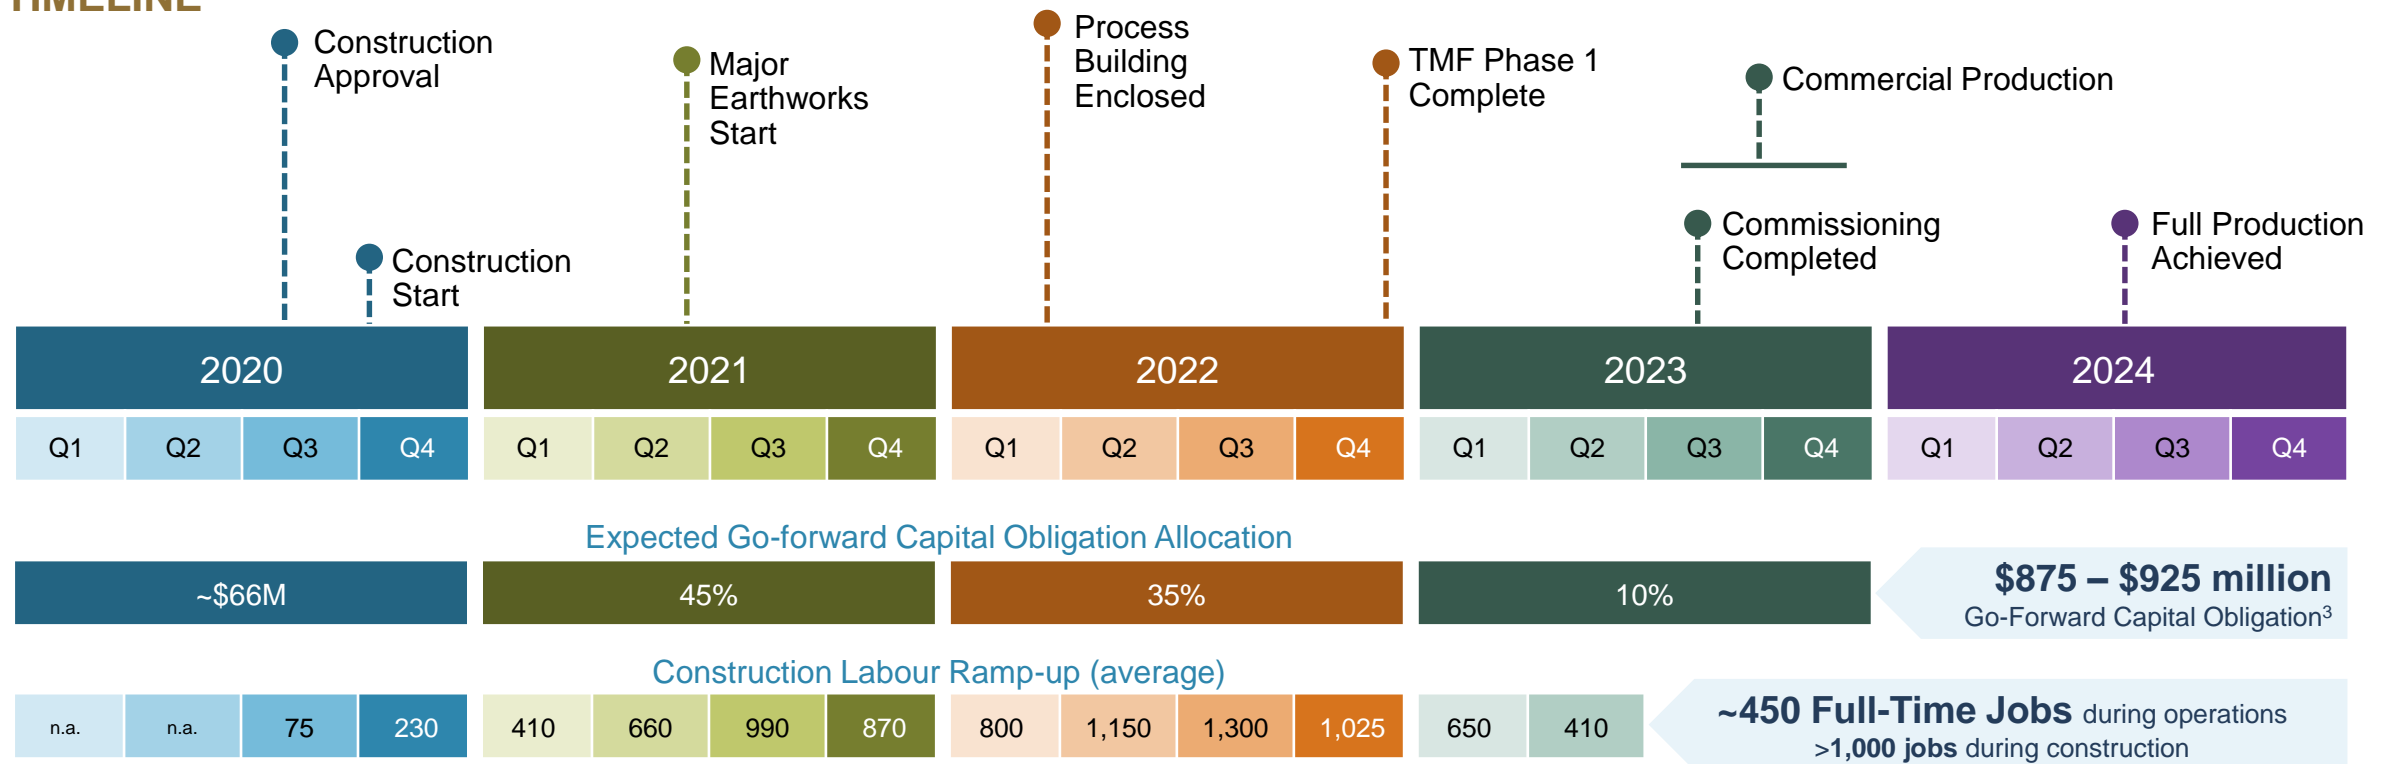 TIMELINE
Construction
Approval
Major
Earthworks
Start
Process
Building
Enclosed
TMF Phase 1
Complete
Commercial Production
Construction
Start
Commissioning
Completed
Full Production
Achieved
2020 2021 2022 2023 2024
Q1 Q2 Q3 Q4 Q1 Q2 Q3 Q4 Q1 Q2 Q3 Q4 Q1 Q2 Q3 Q4 Q1 Q2 Q3 Q4
Expected Go-forward Capital Obligation Allocation
~$66M 45% 35% 10%
$875 – $925 million
Go-Forward Capital Obligation³
Construction Labour Ramp-up (average)
n.a. n.a. 75 230 410 660 990 870 800 1,150 1,300 1,025 650 410
~450 Full-Time Jobs during operations
>1,000 jobs during construction